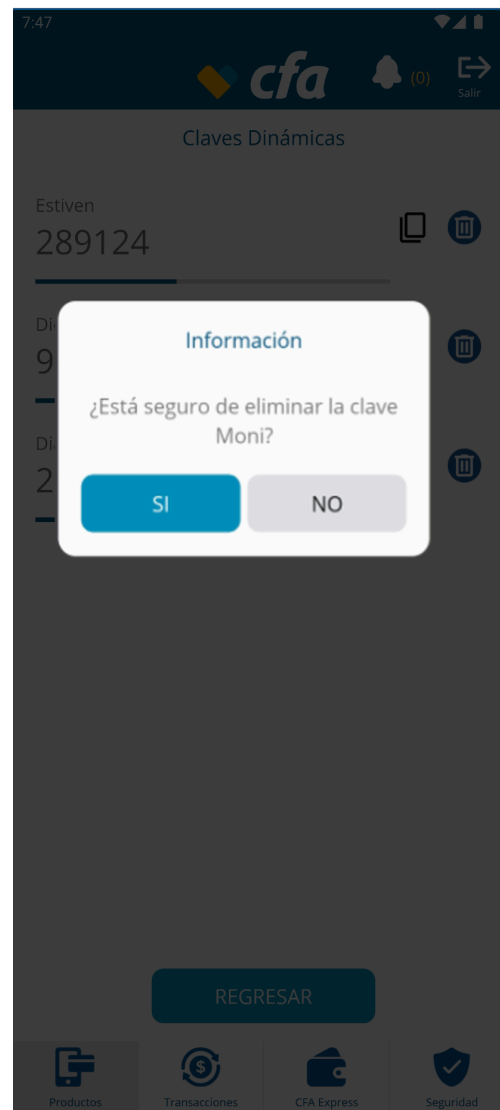 7:47
cfa
(0)
Salir
Claves Dinámicas
Estiven
289124
Información
¿Está seguro de eliminar la clave
Moni?
SI
NO
REGRESAR
Productos
Transacciones
CFA Express
Seguridad